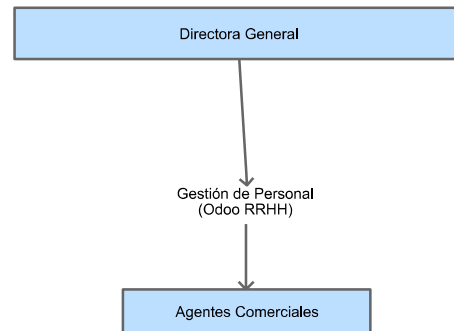 Directora General
Gestión de Personal
(Odoo RRHH)
Agentes Comerciales